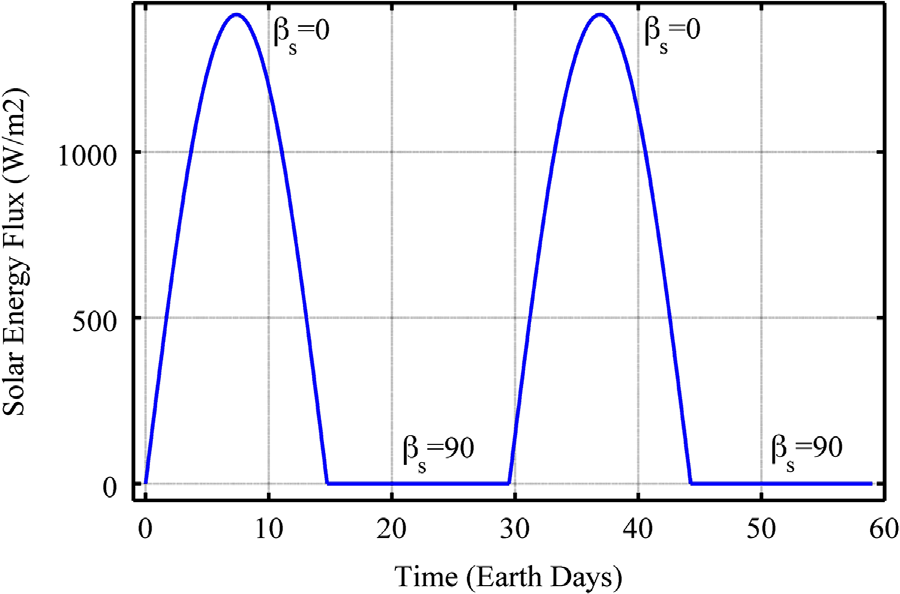 βs=0
βs=0
Solar Energy Flux (W/m2)
1000
500
βs=90
βs=90
0
0
10
20
30
40
50
60
Time (Earth Days)